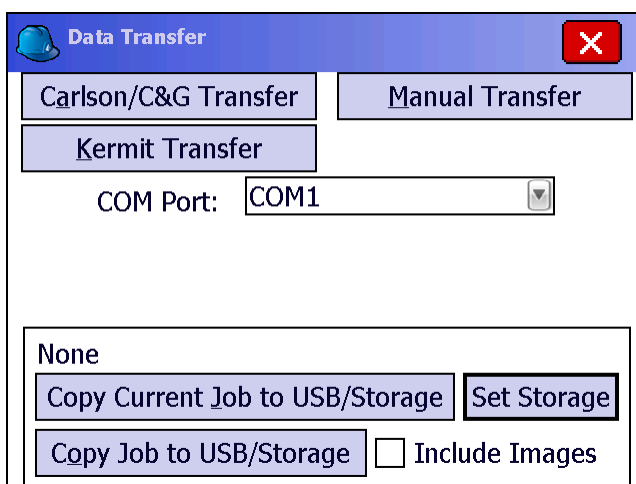 Data Transfer
Carlson/C&G Transfer Manual Transfer
Kermit Transfer
COM Port: COM1
None
Copy Current Job to USB/Storage Set Storage
Copy Job to USB/Storage Include Images